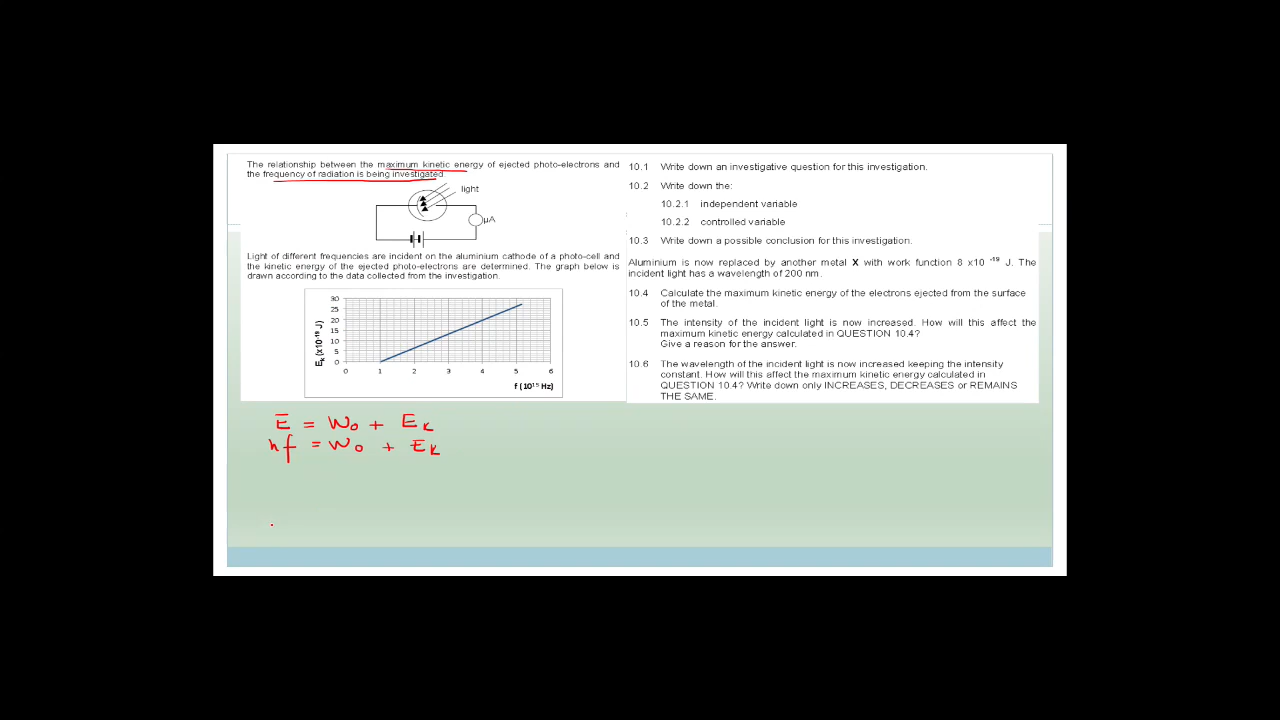 The relationship between the maximum kinetic energy of ejected photo-electrons and
the frequency of radiation is being investigated
light
µA
Light of different frequencies are incident on the aluminium cathode of a photo-cell and
the kinetic energy of the ejected photo-electrons are determined. The graph below is
drawn according to the data collected from the investigation.
30
25
20
15
10
5
0
Ek (x10⁻¹⁹ J)
0 1 2 3 4 5 6
f (10¹⁵ Hz)
E = W₀ + Eₖ
hf = W₀ + Eₖ
10.1 Write down an investigative question for this investigation.
10.2 Write down the:
10.2.1 independent variable
10.2.2 controlled variable
10.3 Write down a possible conclusion for this investigation.
Aluminium is now replaced by another metal X with work function 8 x10 ⁻¹⁹ J. The
incident light has a wavelength of 200 nm.
10.4 Calculate the maximum kinetic energy of the electrons ejected from the surface
of the metal.
10.5 The intensity of the incident light is now increased. How will this affect the
maximum kinetic energy calculated in QUESTION 10.4?
Give a reason for the answer.
10.6 The wavelength of the incident light is now increased keeping the intensity
constant. How will this affect the maximum kinetic energy calculated in
QUESTION 10.4? Write down only INCREASES, DECREASES or REMAINS
THE SAME.